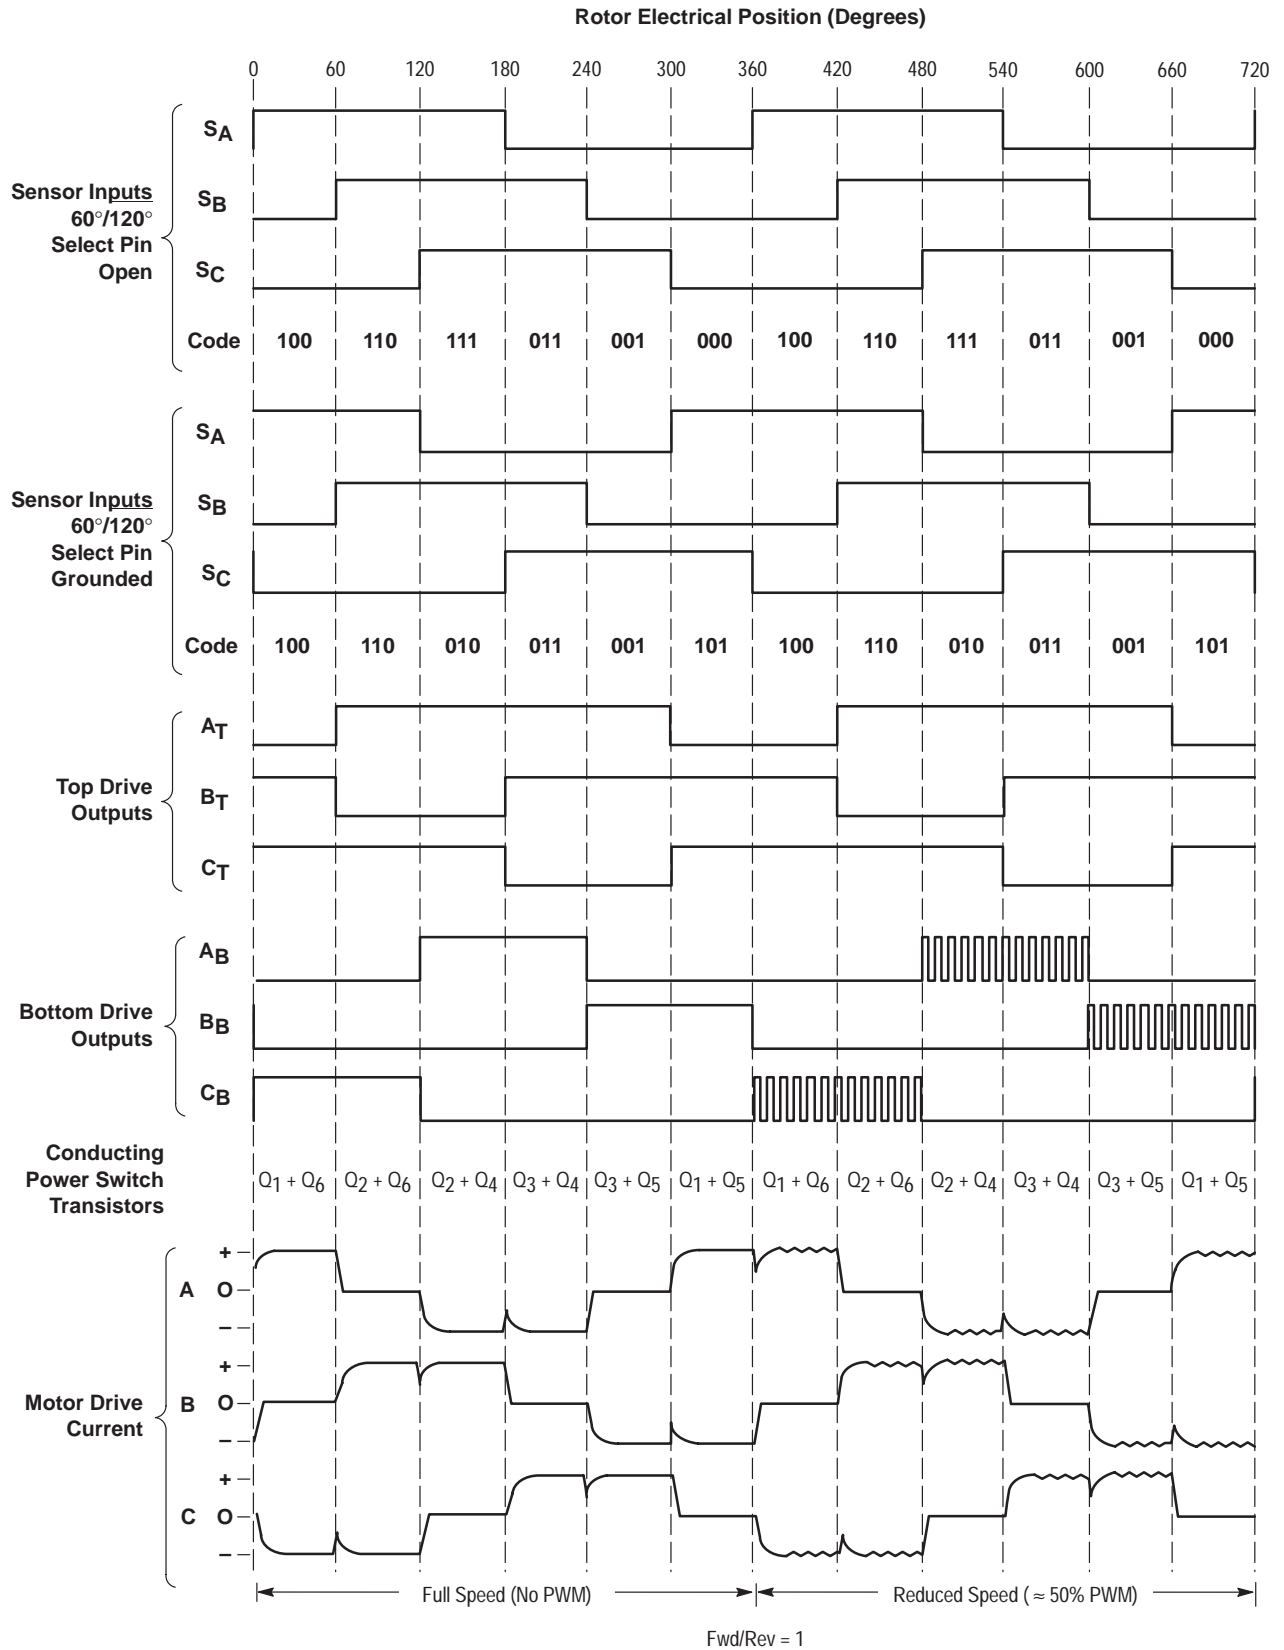 Rotor Electrical Position (Degrees)
0 60 120 180 240 300 360 420 480 540 600 660 720
Sensor Inputs
60°/120°
Select Pin
Open
SA
SB
SC
Code 100 110 111 011 001 000 100 110 111 011 001 000
Sensor Inputs
60°/120°
Select Pin
Grounded
SA
SB
SC
Code 100 110 010 011 001 101 100 110 010 011 001 101
Top Drive
Outputs
AT
BT
CT
Bottom Drive
Outputs
AB
BB
CB
Conducting
Power Switch
Transistors
Q1 + Q6 Q2 + Q6 Q2 + Q4 Q3 + Q4 Q3 + Q5 Q1 + Q5 Q1 + Q6 Q2 + Q6 Q2 + Q4 Q3 + Q4 Q3 + Q5 Q1 + Q5
Motor Drive
Current
+
A O
−
+
B O
−
+
C O
−
Full Speed (No PWM) Reduced Speed ( ≈ 50% PWM)
Fwd/Rev = 1